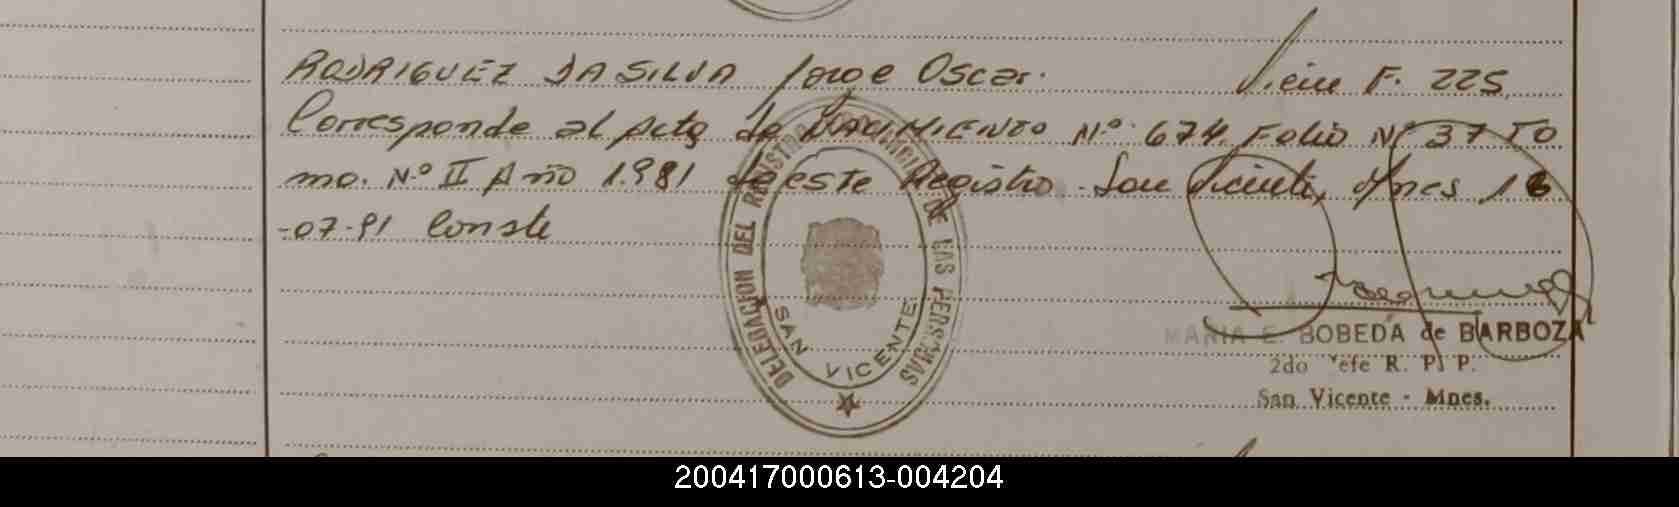 RODRIGUEZ DA SILVA Jorge Oscar. Viene F. 225
Corresponde al Acta de NACIMIENTO Nº 674. Folio Nº 37 To
mo. Nº II Año 1.981 de este Registro. San Vicente, Mnes 16
-07-91 Conste
DELEGACION DEL REGISTRO PROVINCIAL DE LAS PERSONAS
SAN VICENTE
MARIA E. BOBEDA de BARBOZA
2do Jefe R. P. P.
San Vicente - Mnes.
200417000613-004204